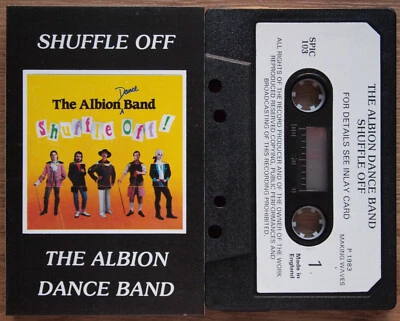 SHUFFLE OFF
Dance
The Albion Band
Shuffle Off!
THE ALBION
DANCE BAND
SPIC
103
ALL RIGHTS OF THE RECORD PRODUCER AND OF THE OWNER OF THE WORK
REPRODUCED RESERVED.COPYING, PUBLIC PERFORMANCES AND
BROADCASTING OF THIS RECORDING PROHIBITED.
THE ALBION DANCE BAND
SHUFFLE OFF
FOR DETAILS SEE INLAY CARD
P 1983
MAKING WAVES
1
Made in
England